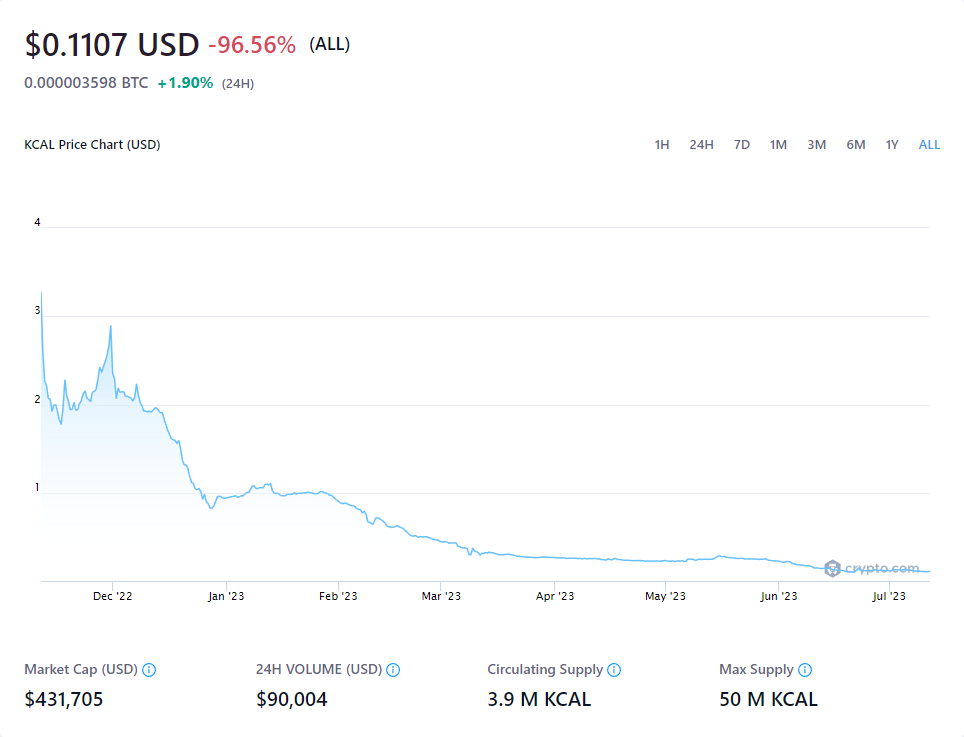 $0.1107 USD -96.56% (ALL)
0.000003598 BTC +1.90% (24H)
KCAL Price Chart (USD) 1H 24H 7D 1M 3M 6M 1Y ALL
4
3
2
1
crypto.com
Dec '22 Jan '23 Feb '23 Mar '23 Apr '23 May '23 Jun '23 Jul '23
Market Cap (USD) 24H VOLUME (USD) Circulating Supply Max Supply
$431,705 $90,004 3.9 M KCAL 50 M KCAL